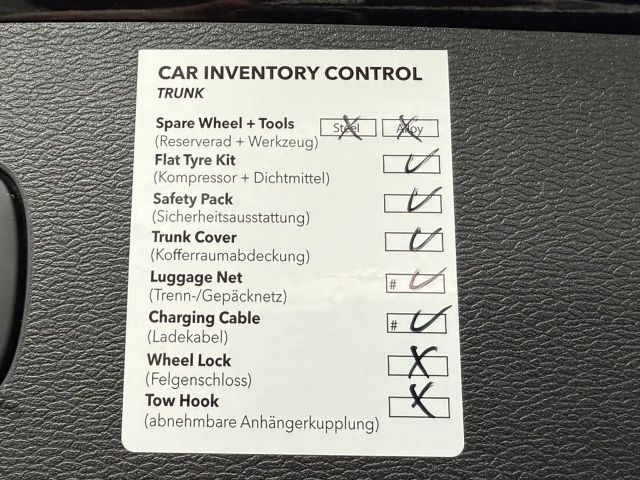 CAR INVENTORY CONTROL
TRUNK
Spare Wheel + Tools Steel Alloy
(Reserverad + Werkzeug)
Flat Tyre Kit
(Kompressor + Dichtmittel)
Safety Pack
(Sicherheitsausstattung)
Trunk Cover
(Kofferraumabdeckung)
Luggage Net #
(Trenn-/Gepäcknetz)
Charging Cable #
(Ladekabel)
Wheel Lock
(Felgenschloss)
Tow Hook
(abnehmbare Anhängerkupplung)